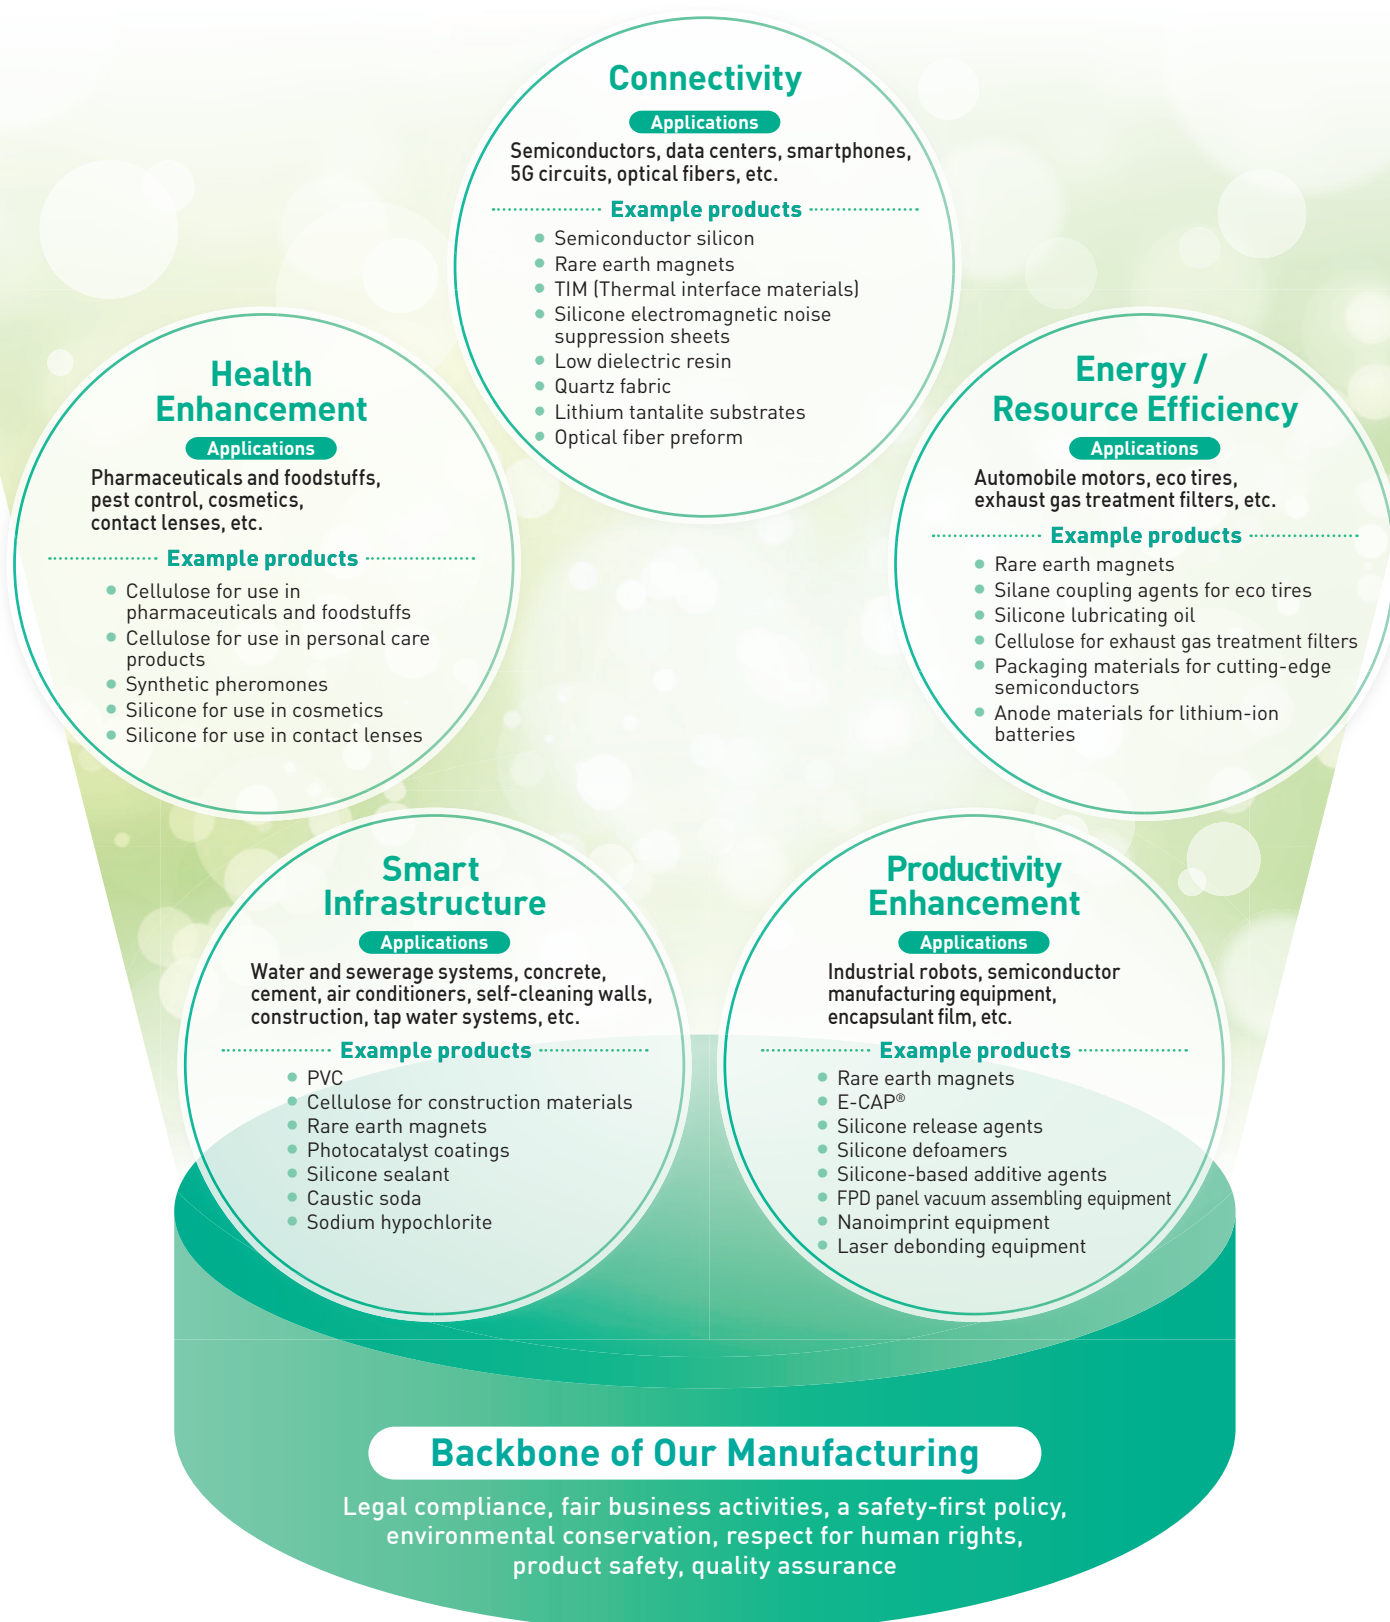 Connectivity
Applications
Semiconductors, data centers, smartphones,
5G circuits, optical fibers, etc.
Example products
● Semiconductor silicon
● Rare earth magnets
● TIM (Thermal interface materials)
● Silicone electromagnetic noise
suppression sheets
● Low dielectric resin
● Quartz fabric
● Lithium tantalite substrates
● Optical fiber preform
Health
Enhancement
Applications
Pharmaceuticals and foodstuffs,
pest control, cosmetics,
contact lenses, etc.
Example products
● Cellulose for use in
pharmaceuticals and foodstuffs
● Cellulose for use in personal care
products
● Synthetic pheromones
● Silicone for use in cosmetics
● Silicone for use in contact lenses
Energy /
Resource Efficiency
Applications
Automobile motors, eco tires,
exhaust gas treatment filters, etc.
Example products
● Rare earth magnets
● Silane coupling agents for eco tires
● Silicone lubricating oil
● Cellulose for exhaust gas treatment filters
● Packaging materials for cutting-edge
semiconductors
● Anode materials for lithium-ion
batteries
Smart
Infrastructure
Applications
Water and sewerage systems, concrete,
cement, air conditioners, self-cleaning walls,
construction, tap water systems, etc.
Example products
● PVC
● Cellulose for construction materials
● Rare earth magnets
● Photocatalyst coatings
● Silicone sealant
● Caustic soda
● Sodium hypochlorite
Productivity
Enhancement
Applications
Industrial robots, semiconductor
manufacturing equipment,
encapsulant film, etc.
Example products
● Rare earth magnets
● E-CAP®
● Silicone release agents
● Silicone defoamers
● Silicone-based additive agents
● FPD panel vacuum assembling equipment
● Nanoimprint equipment
● Laser debonding equipment
Backbone of Our Manufacturing
Legal compliance, fair business activities, a safety-first policy,
environmental conservation, respect for human rights,
product safety, quality assurance